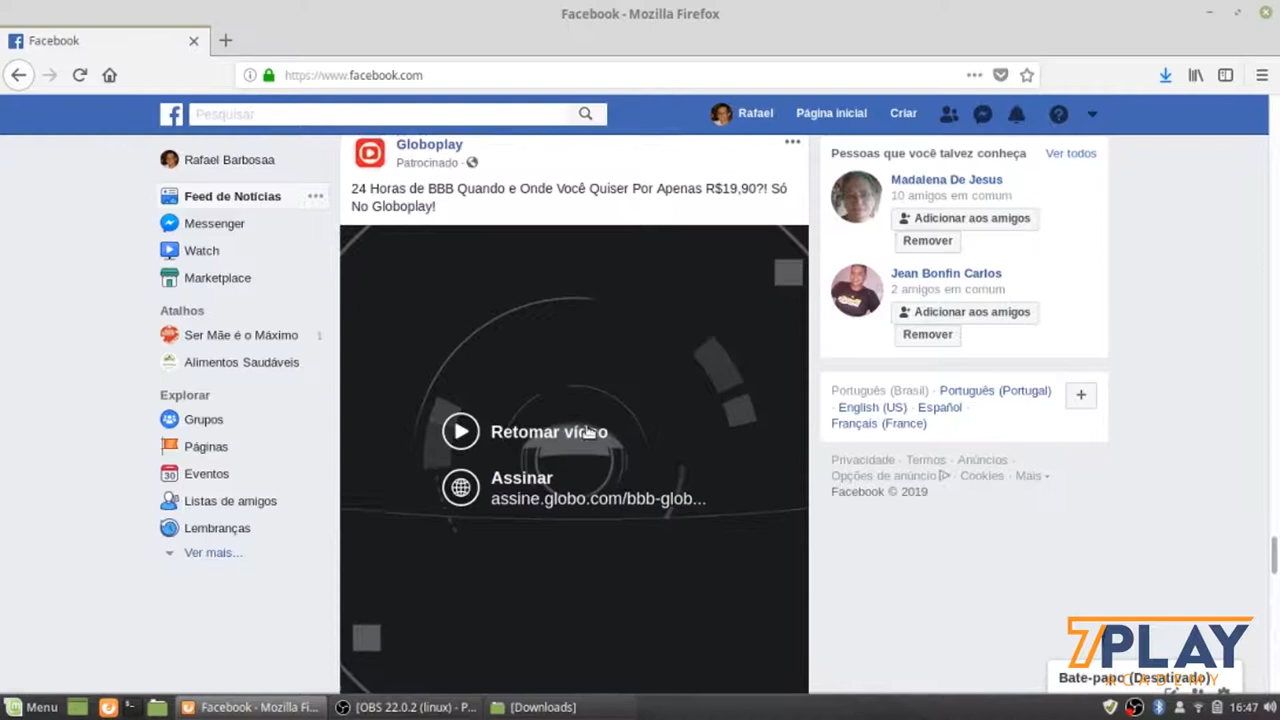 Facebook - Mozilla Firefox
Facebook
https://www.facebook.com
Pesquisar
Rafael
Página inicial
Criar
Rafael Barbosaa
Feed de Notícias
Messenger
Watch
Marketplace
Atalhos
Ser Mãe é o Máximo 1
Alimentos Saudáveis
Explorar
Grupos
Páginas
Eventos
Listas de amigos
Lembranças
Ver mais...
Globoplay
Patrocinado ·
24 Horas de BBB Quando e Onde Você Quiser Por Apenas R$19,90?! Só
No Globoplay!
Retomar vídeo
Assinar
assine.globo.com/bbb-glob...
Pessoas que você talvez conheça Ver todos
Madalena De Jesus
10 amigos em comum
Adicionar aos amigos
Remover
Jean Bonfin Carlos
2 amigos em comum
Adicionar aos amigos
Remover
Português (Brasil) · Português (Portugal)
· English (US) · Español ·
Français (France)
Privacidade · Termos · Anúncios ·
Opções de anúncio · Cookies · Mais
Facebook © 2019
7PLAY
ACADEMY
Bate-papo (Desativado)
Menu
Facebook - Mozilla Fi...
[OBS 22.0.2 (linux) - P...
[Downloads]
16:47